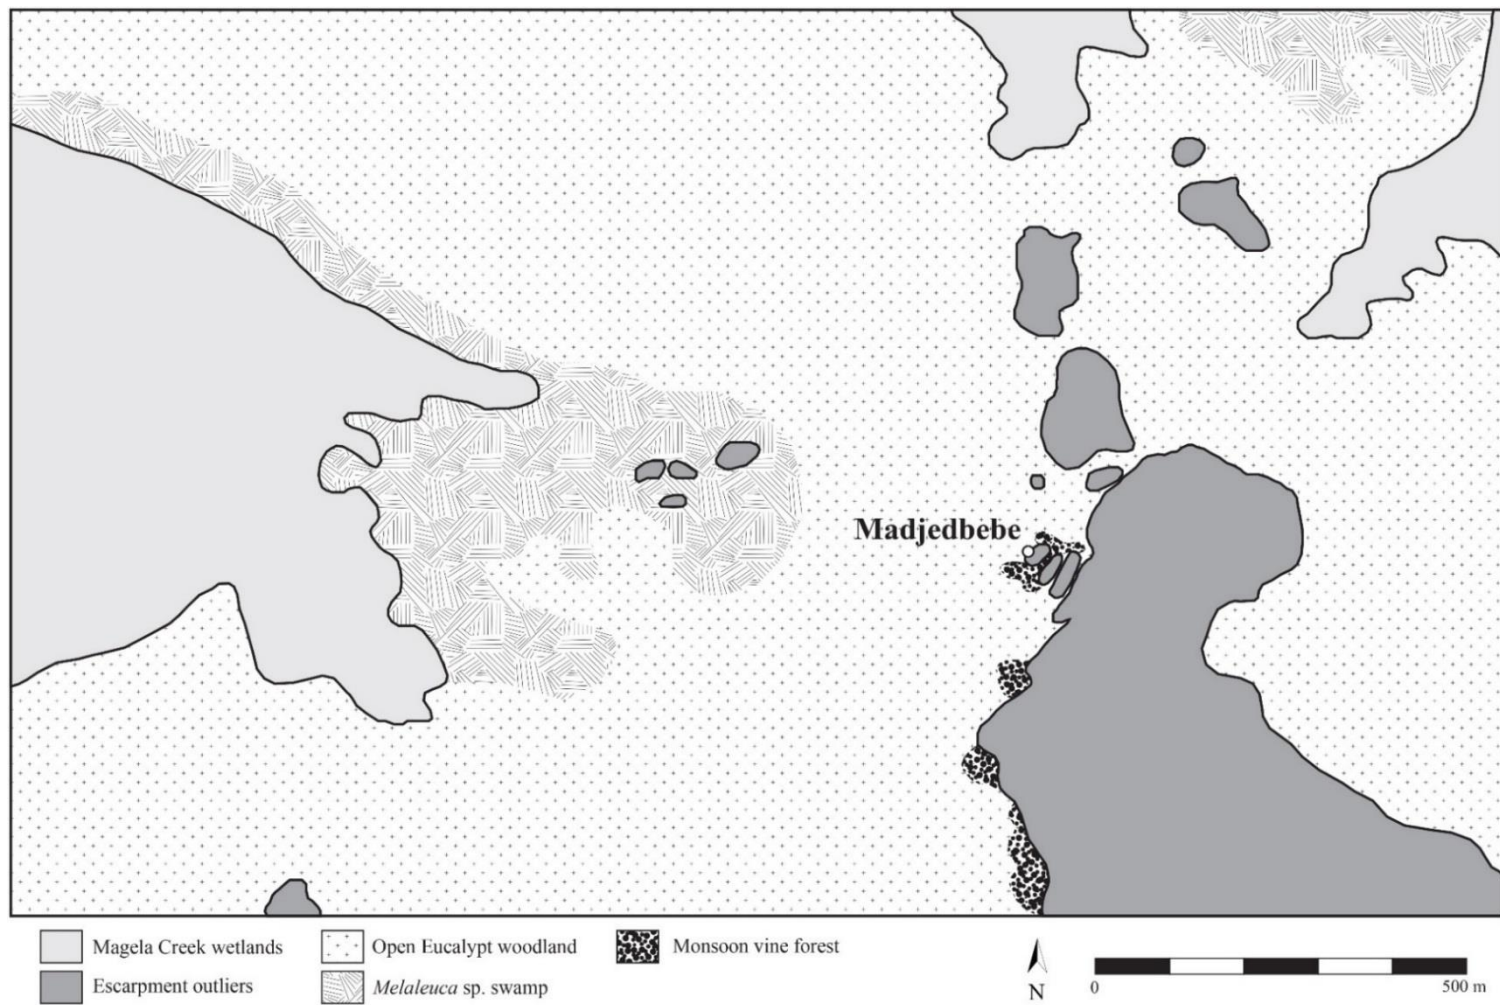 Madjedbebe
Magela Creek wetlands
Open Eucalypt woodland
Monsoon vine forest
Escarpment outliers
Melaleuca sp. swamp
N
0
500 m